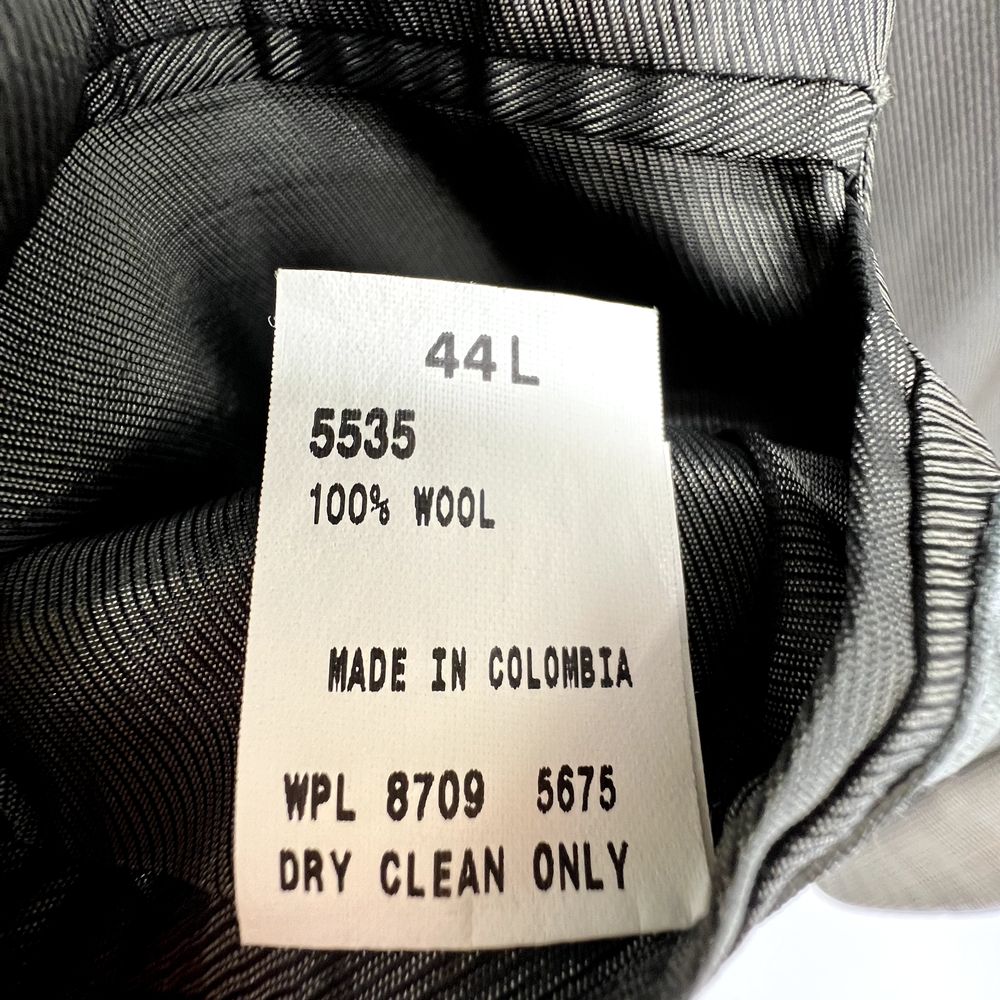 44L
5535
100% WOOL
MADE IN COLOMBIA
WPL 8709 5675
DRY CLEAN ONLY